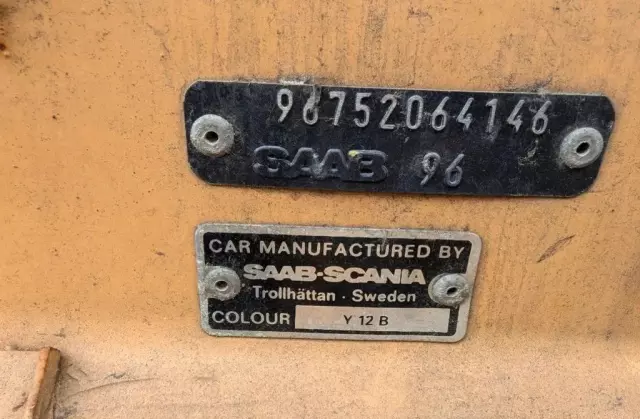 96752064146
SAAB 96
CAR MANUFACTURED BY
SAAB-SCANIA
Trollhättan · Sweden
COLOUR Y 12 B